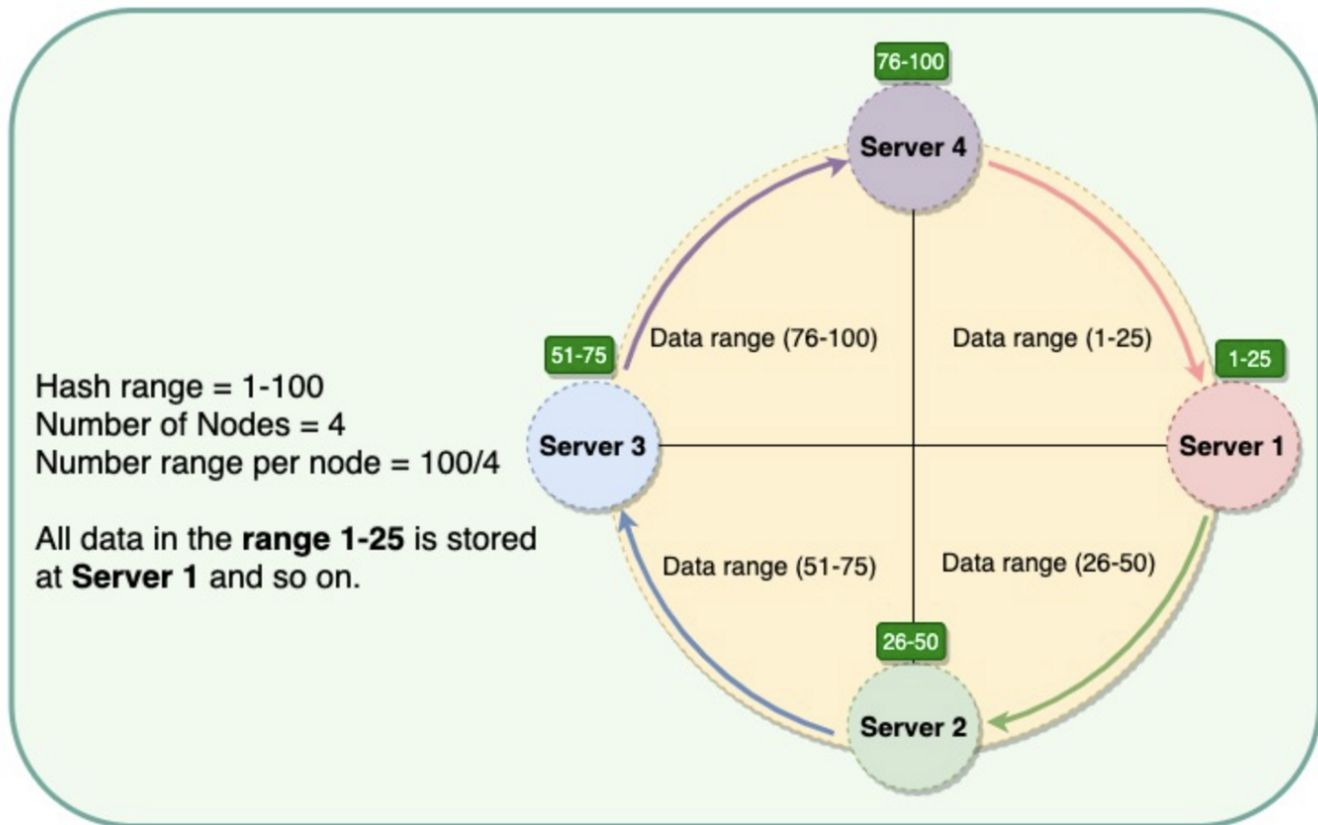 76-100
Server 4
Data range (76-100)
Data range (1-25)
51-75
1-25
Hash range = 1-100
Number of Nodes = 4
Number range per node = 100/4
Server 3
Server 1
All data in the range 1-25 is stored
at Server 1 and so on.
Data range (51-75)
Data range (26-50)
26-50
Server 2